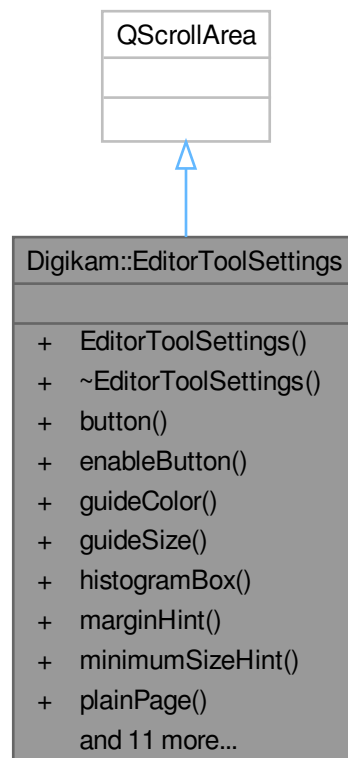 QScrollArea
Digikam::EditorToolSettings
+ EditorToolSettings()
+ ~EditorToolSettings()
+ button()
+ enableButton()
+ guideColor()
+ guideSize()
+ histogramBox()
+ marginHint()
+ minimumSizeHint()
+ plainPage()
and 11 more...